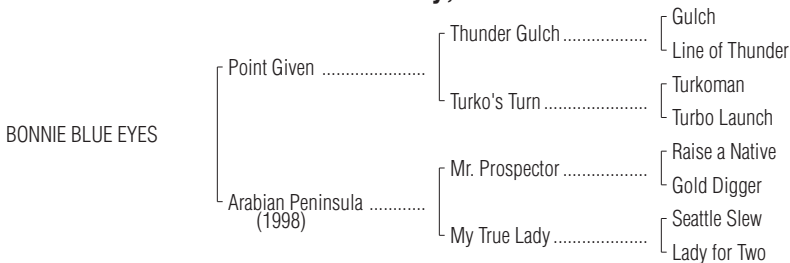 Gulch
Thunder Gulch ..................
Line of Thunder
Point Given ......................
Turkoman
Turko's Turn ......................
Turbo Launch
BONNIE BLUE EYES
Raise a Native
Mr. Prospector ..................
Gold Digger
Arabian Peninsula ............
(1998)
Seattle Slew
My True Lady ....................
Lady for Two